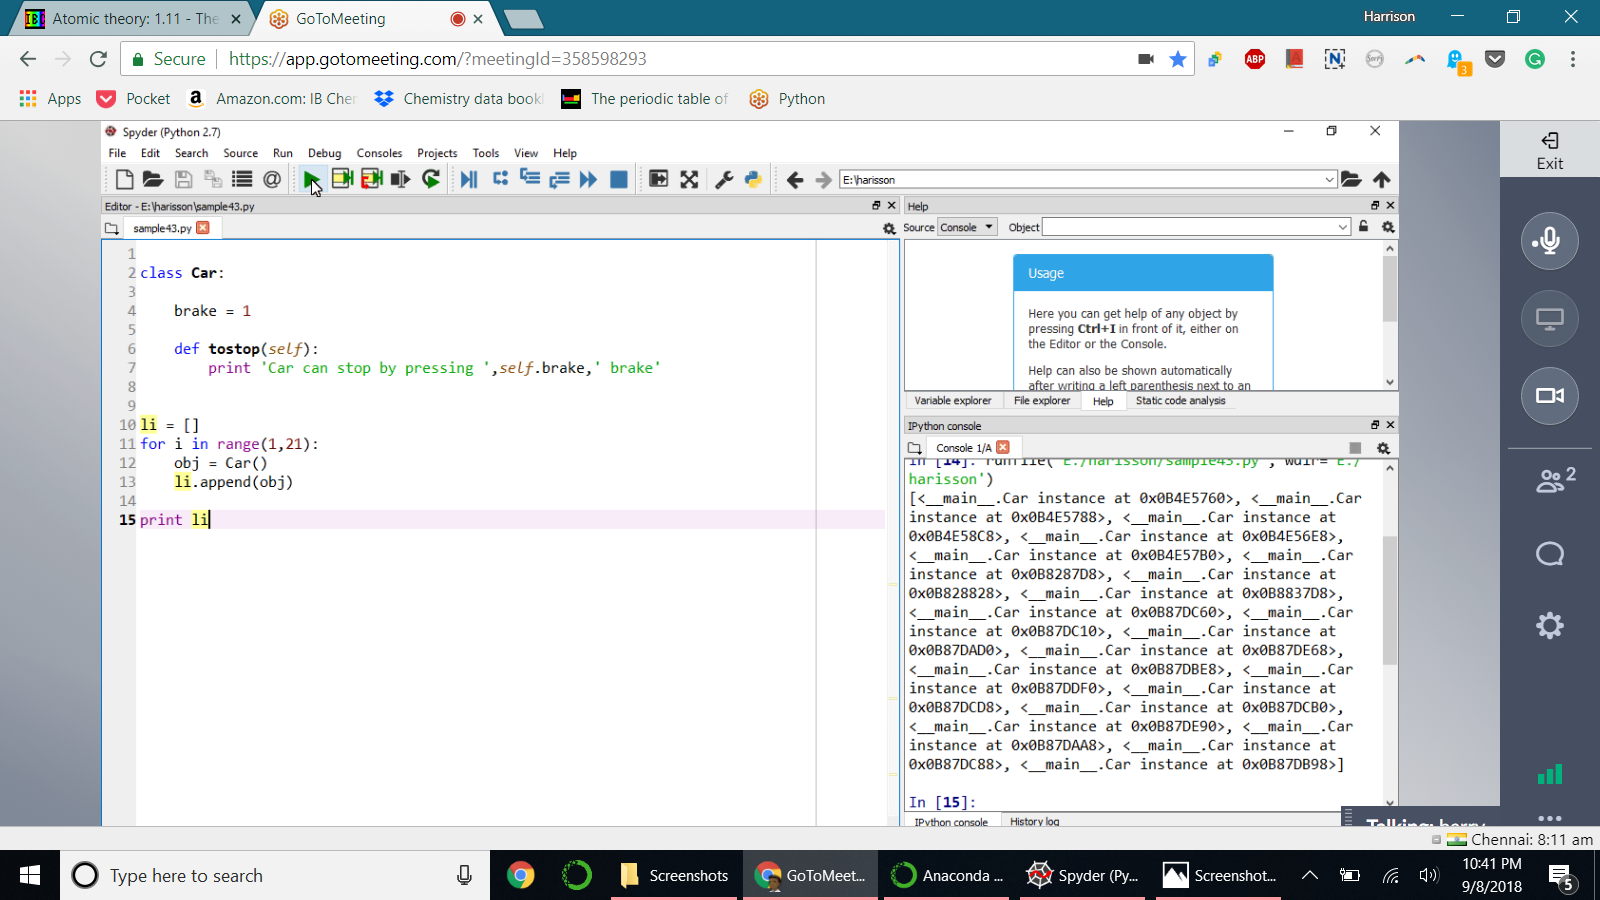 Atomic theory: 1.11 - The
GoToMeeting
Harrison
Secure
https://app.gotomeeting.com/?meetingId=358598293
ABP
N
3
G
Apps
Pocket
Amazon.com: IB Cher
Chemistry data book
The periodic table of
Python
Spyder (Python 2.7)
File Edit Search Source Run Debug Consoles Projects Tools View Help
E:\harisson
Editor - E:\harisson\sample43.py
sample43.py
1
2 class Car:
3
4 brake = 1
5
6 def tostop(self):
7 print 'Car can stop by pressing ',self.brake,' brake'
8
9
10 li = []
11 for i in range(1,21):
12 obj = Car()
13 li.append(obj)
14
15 print li
Help
Source Console Object
Usage
Here you can get help of any object by
pressing Ctrl+I in front of it, either on
the Editor or the Console.
Help can also be shown automatically
after writing a left parenthesis next to an
Variable explorer File explorer Help Static code analysis
IPython console
Console 1/A
In [14]: runfile('E:/harisson/sample43.py', wdir='E:/
harisson')
[<__main__.Car instance at 0x0B4E5760>, <__main__.Car
instance at 0x0B4E5788>, <__main__.Car instance at
0x0B4E58C8>, <__main__.Car instance at 0x0B4E56E8>,
<__main__.Car instance at 0x0B4E57B0>, <__main__.Car
instance at 0x0B8287D8>, <__main__.Car instance at
0x0B828828>, <__main__.Car instance at 0x0B8837D8>,
<__main__.Car instance at 0x0B87DC60>, <__main__.Car
instance at 0x0B87DC10>, <__main__.Car instance at
0x0B87DAD0>, <__main__.Car instance at 0x0B87DE68>,
<__main__.Car instance at 0x0B87DBE8>, <__main__.Car
instance at 0x0B87DDF0>, <__main__.Car instance at
0x0B87DCD8>, <__main__.Car instance at 0x0B87DCB0>,
<__main__.Car instance at 0x0B87DE90>, <__main__.Car
instance at 0x0B87DAA8>, <__main__.Car instance at
0x0B87DC88>, <__main__.Car instance at 0x0B87DB98>]
In [15]:
IPython console History log
Exit
2
Talking: harry
Chennai: 8:11 am
Type here to search
Screenshots
GoToMeet...
Anaconda ...
Spyder (Py...
Screenshot...
10:41 PM
9/8/2018
5